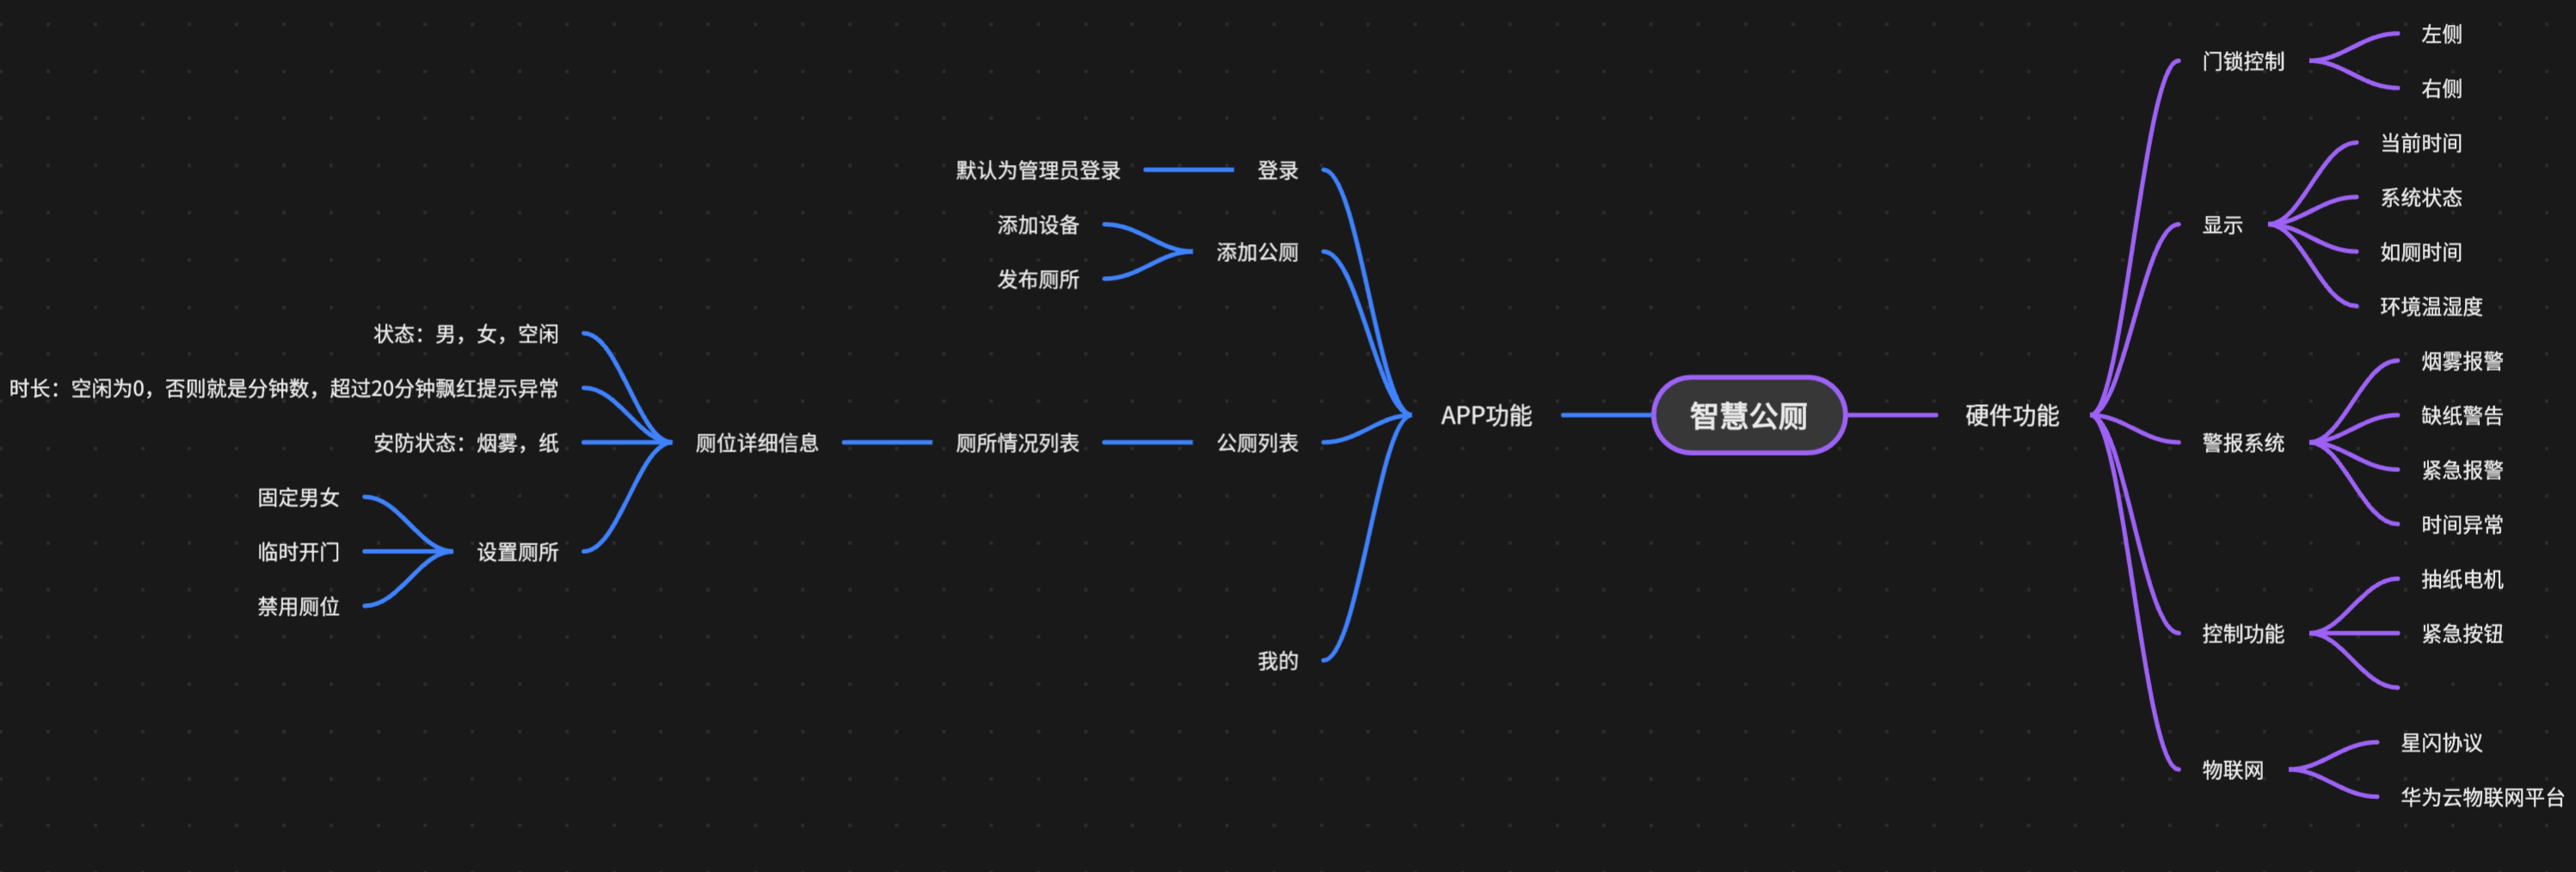 智慧公厕
APP功能
登录
默认为管理员登录
添加公厕
添加设备
发布厕所
公厕列表
厕所情况列表
厕位详细信息
状态：男，女，空闲
时长：空闲为0，否则就是分钟数，超过20分钟飘红提示异常
安防状态：烟雾，纸
设置厕所
固定男女
临时开门
禁用厕位
我的
硬件功能
门锁控制
左侧
右侧
显示
当前时间
系统状态
如厕时间
环境温湿度
警报系统
烟雾报警
缺纸警告
紧急报警
时间异常
控制功能
抽纸电机
紧急按钮
物联网
星闪协议
华为云物联网平台